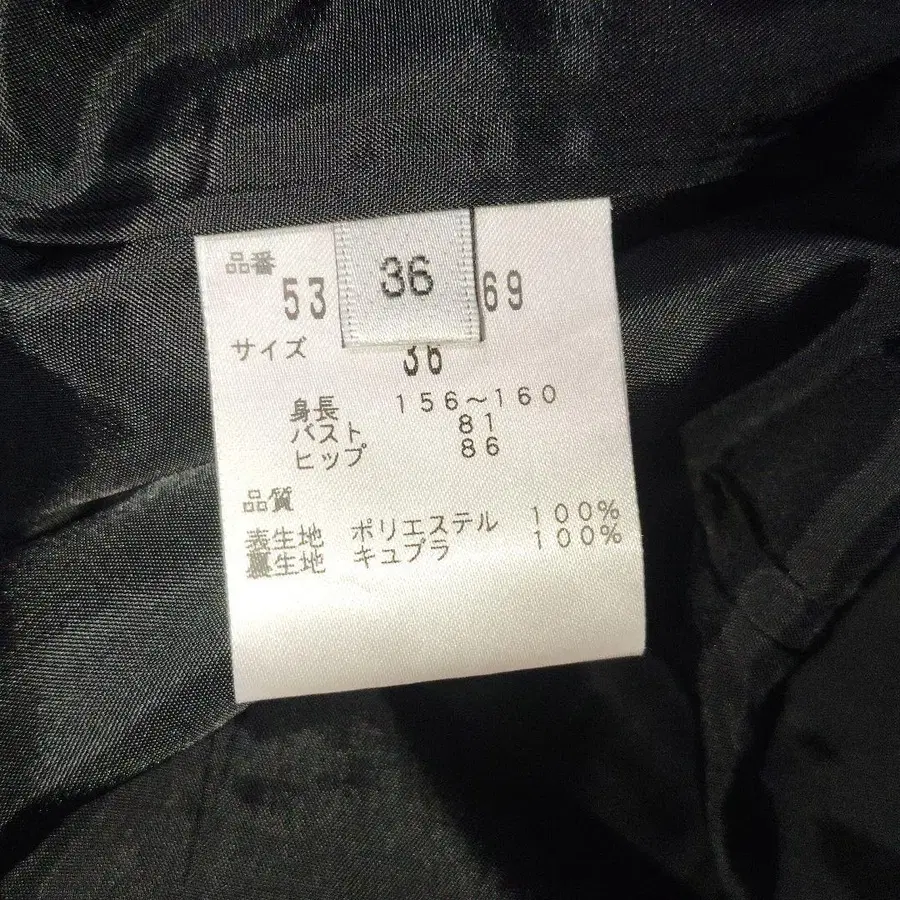 品番
53 69
36
サイズ 36
身長 156～160
バスト 81
ヒップ 86
品質
表生地 ポリエステル 100%
裏生地 キュプラ 100%